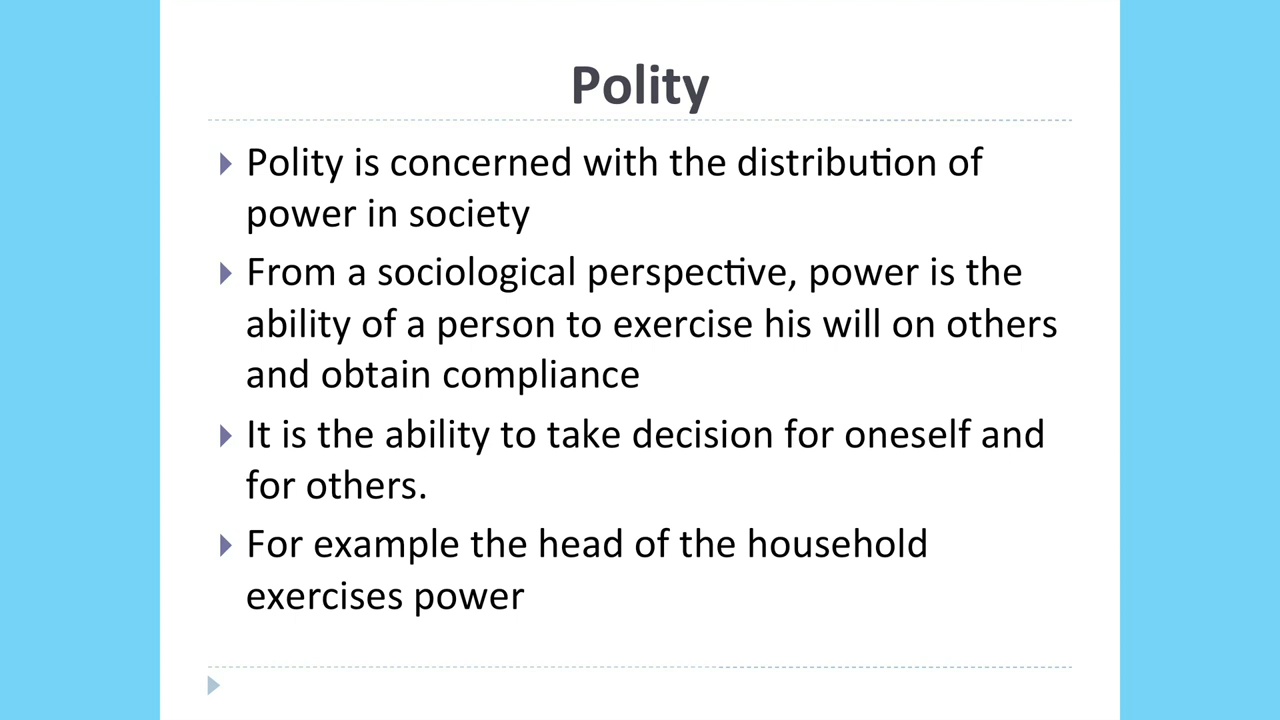 Polity
Polity is concerned with the distribution of
power in society
From a sociological perspective, power is the
ability of a person to exercise his will on others
and obtain compliance
It is the ability to take decision for oneself and
for others.
For example the head of the household
exercises power